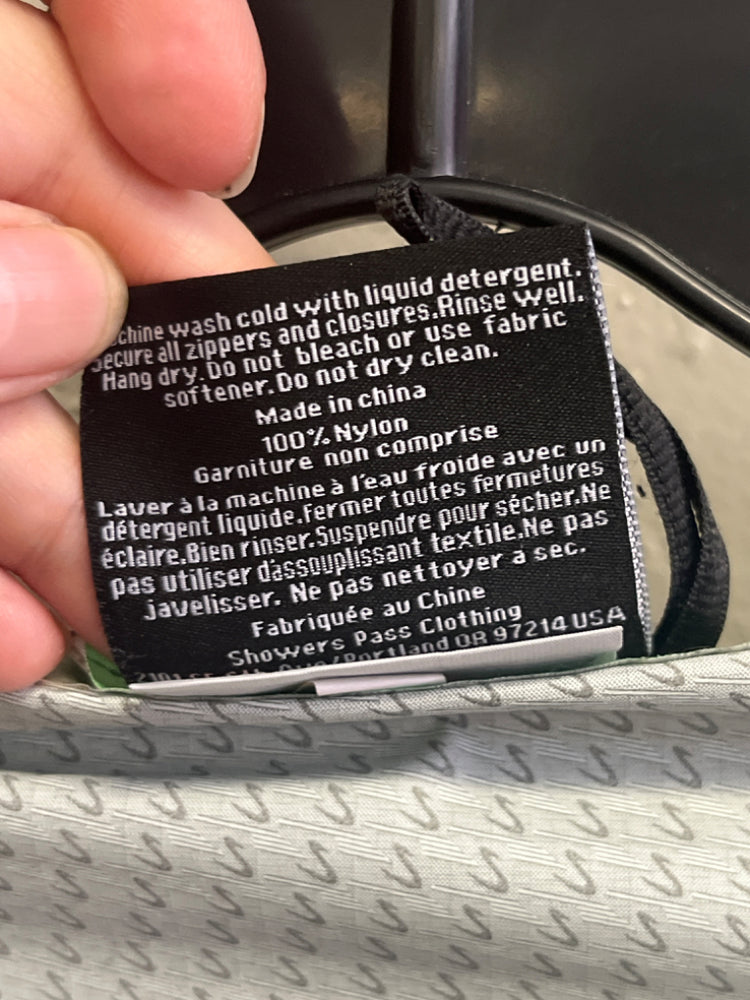 chine wash cold with liquid detergent.
Secure all zippers and closures.Rinse well.
Hang dry.Do not bleach or use fabric
softener.Do not dry clean.
Made in china
100% Nylon
Garniture non comprise
Laver à la machine à l'eau froide avec un
détergent liquide.Fermer toutes fermetures
éclaire.Bien rinser.Suspendre pour sécher.Ne
pas utiliser d'assouplissant textile.Ne pas
javelisser. Ne pas nettoyer à sec.
Fabriquée au Chine
Showers Pass Clothing
Portland OR 97214 USA